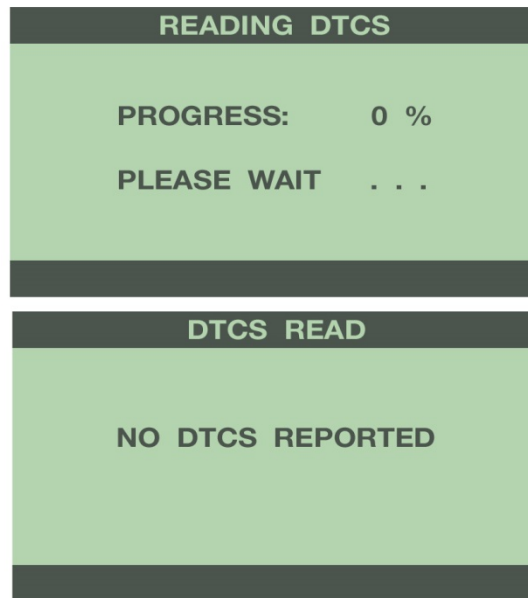 READING DTCS
PROGRESS: 0 %
PLEASE WAIT . . .
DTCS READ
NO DTCS REPORTED